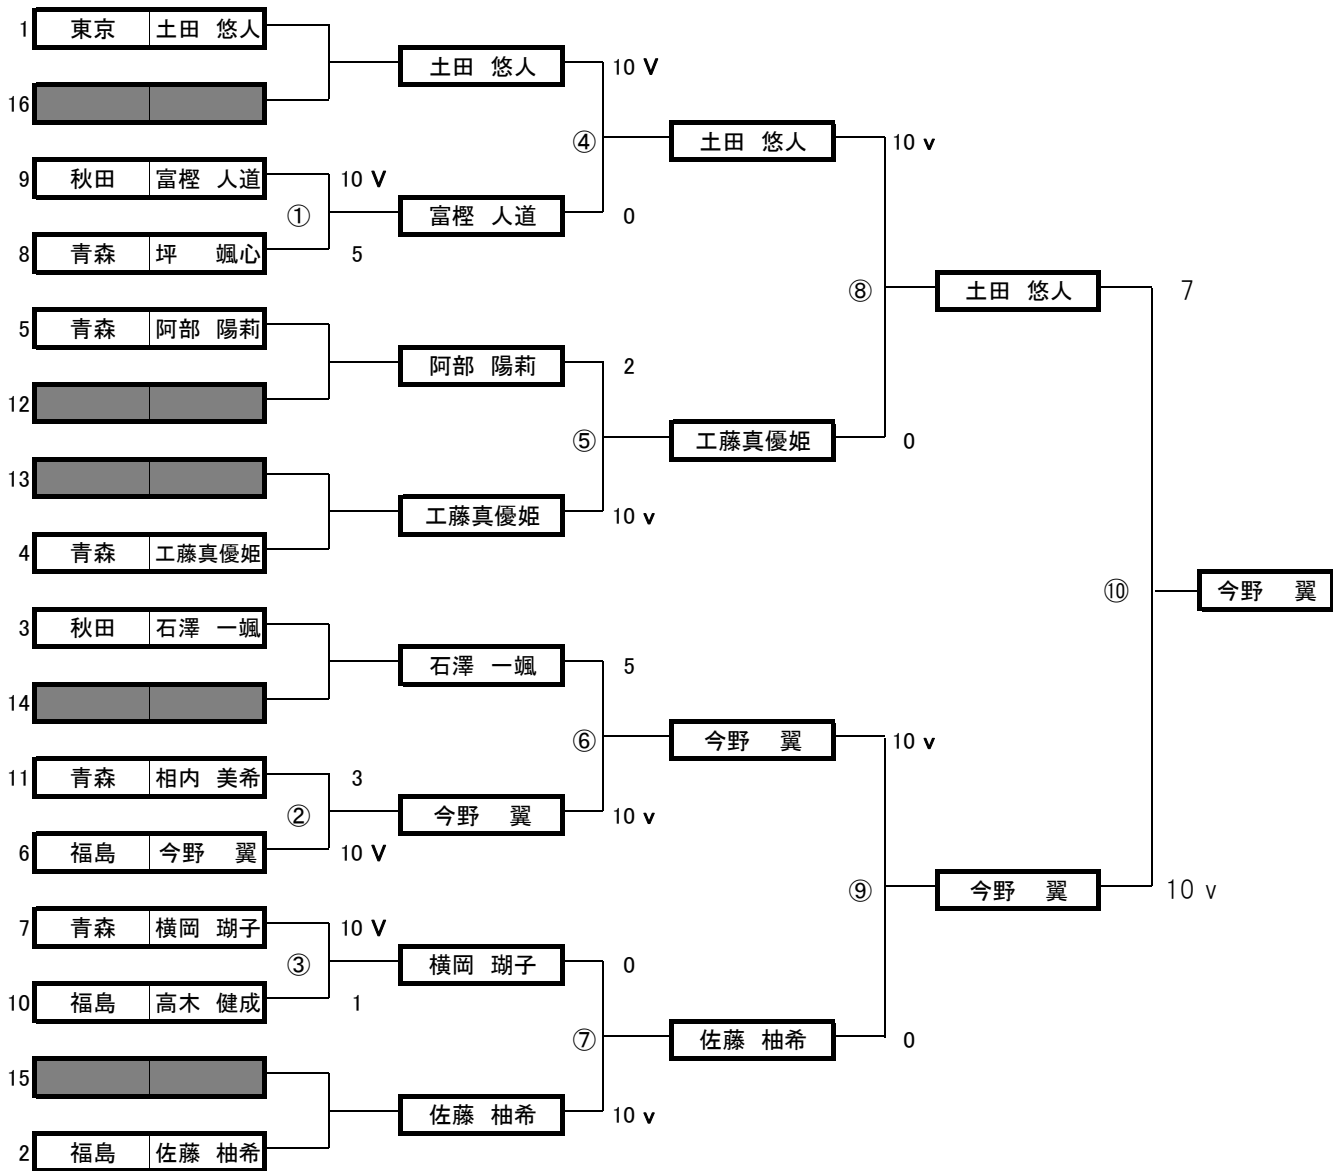 1 東京 土田 悠人
土田 悠人 10 V
16
④ 土田 悠人 10 v
9 秋田 富樫 人道 10 V
① 富樫 人道 0
8 青森 坪 颯心 5
⑧ 土田 悠人 7
5 青森 阿部 陽莉
阿部 陽莉 2
12
⑤ 工藤真優姫 0
13
工藤真優姫 10 v
4 青森 工藤真優姫
⑩ 今野 翼
3 秋田 石澤 一颯
石澤 一颯 5
14
⑥ 今野 翼 10 v
11 青森 相内 美希 3
② 今野 翼 10 v
6 福島 今野 翼 10 V
⑨ 今野 翼 10 v
7 青森 横岡 瑚子 10 V
③ 横岡 瑚子 0
10 福島 高木 健成 1
⑦ 佐藤 柚希 0
15
佐藤 柚希 10 v
2 福島 佐藤 柚希